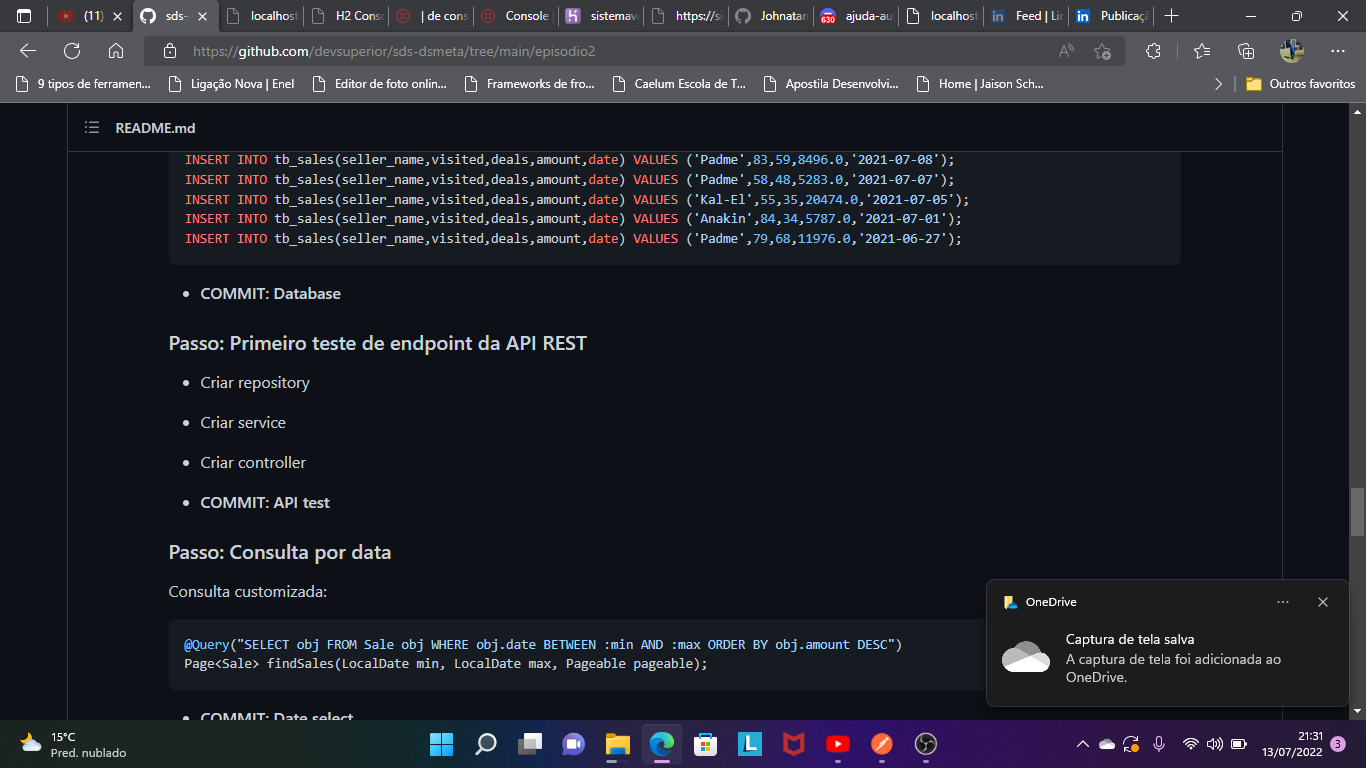 (11)
sds-
localhost
H2 Conso
| de cons
Console
sistemav
https://si
Johnatan
630
ajuda-au
localhost
Feed | Lin
Publicaçã
https://github.com/devsuperior/sds-dsmeta/tree/main/episodio2
9 tipos de ferramen...
Ligação Nova | Enel
Editor de foto onlin...
Frameworks de fro...
Caelum Escola de T...
Apostila Desenvolvi...
Home | Jaison Sch...
Outros favoritos
README.md
INSERT INTO tb_sales(seller_name,visited,deals,amount,date) VALUES ('Padme',83,59,8496.0,'2021-07-08');
INSERT INTO tb_sales(seller_name,visited,deals,amount,date) VALUES ('Padme',58,48,5283.0,'2021-07-07');
INSERT INTO tb_sales(seller_name,visited,deals,amount,date) VALUES ('Kal-El',55,35,20474.0,'2021-07-05');
INSERT INTO tb_sales(seller_name,visited,deals,amount,date) VALUES ('Anakin',84,34,5787.0,'2021-07-01');
INSERT INTO tb_sales(seller_name,visited,deals,amount,date) VALUES ('Padme',79,68,11976.0,'2021-06-27');
COMMIT: Database
Passo: Primeiro teste de endpoint da API REST
Criar repository
Criar service
Criar controller
COMMIT: API test
Passo: Consulta por data
Consulta customizada:
@Query("SELECT obj FROM Sale obj WHERE obj.date BETWEEN :min AND :max ORDER BY obj.amount DESC")
Page<Sale> findSales(LocalDate min, LocalDate max, Pageable pageable);
COMMIT: Date select
OneDrive
Captura de tela salva
A captura de tela foi adicionada ao
OneDrive.
15°C
Pred. nublado
21:31
13/07/2022
3